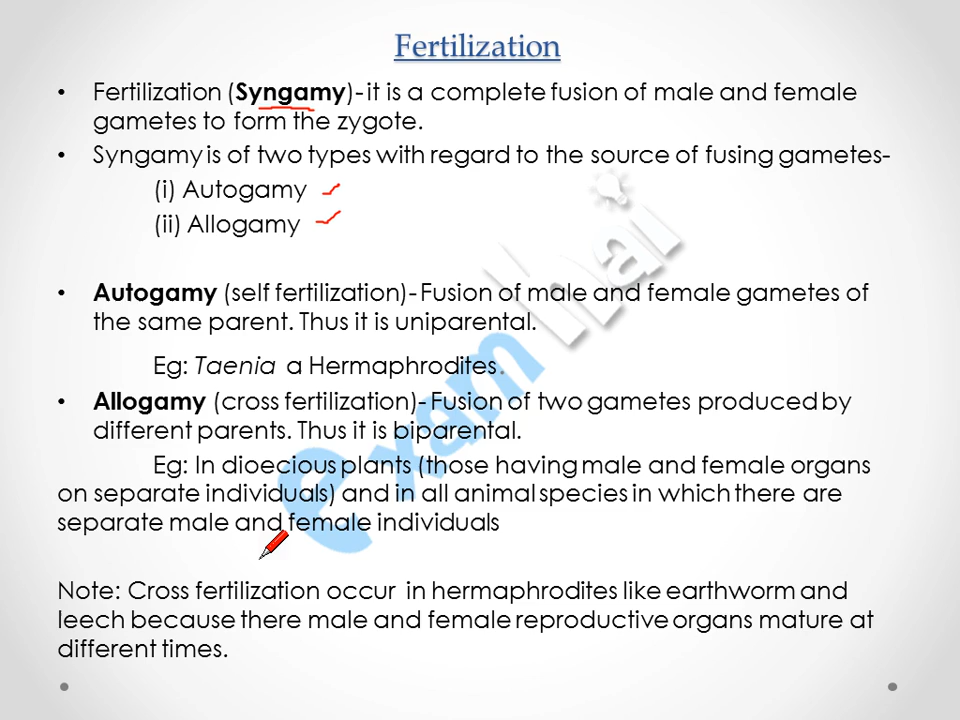 Fertilization
• Fertilization (Syngamy)- it is a complete fusion of male and female
gametes to form the zygote.
• Syngamy is of two types with regard to the source of fusing gametes-
(i) Autogamy
(ii) Allogamy
• Autogamy (self fertilization)- Fusion of male and female gametes of
the same parent. Thus it is uniparental.
Eg: Taenia a Hermaphrodites.
• Allogamy (cross fertilization)- Fusion of two gametes produced by
different parents. Thus it is biparental.
Eg: In dioecious plants (those having male and female organs
on separate individuals) and in all animal species in which there are
separate male and female individuals
Note: Cross fertilization occur in hermaphrodites like earthworm and
leech because there male and female reproductive organs mature at
different times.
examhai